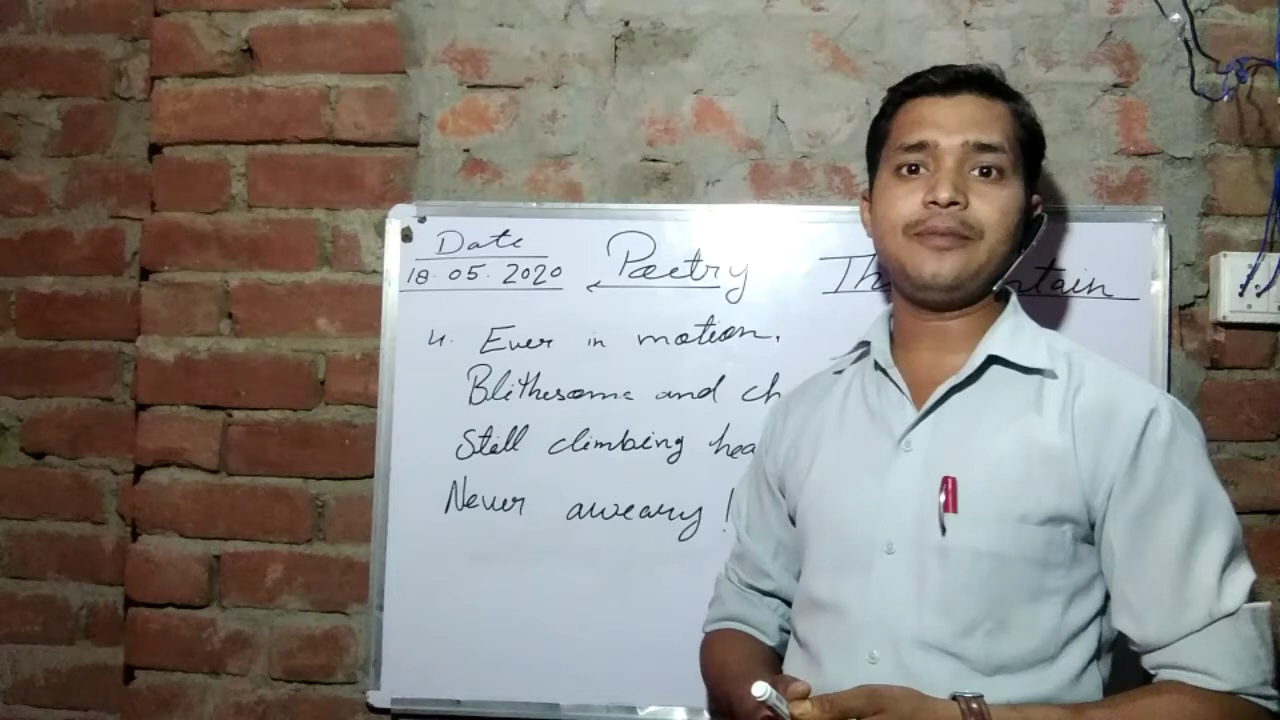 Date
18.05.2020
Poetry
4. Ever in motion,
Blithesome and
Still climbing
Never aweary!